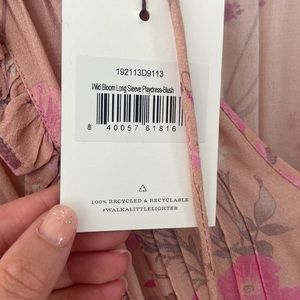 192113D9113
Wild Bloom Long Sleeve Playdress-Blush
8 40057 61816
100% RECYCLED & RECYCLABLE
#WALKALITTLELIGHTER